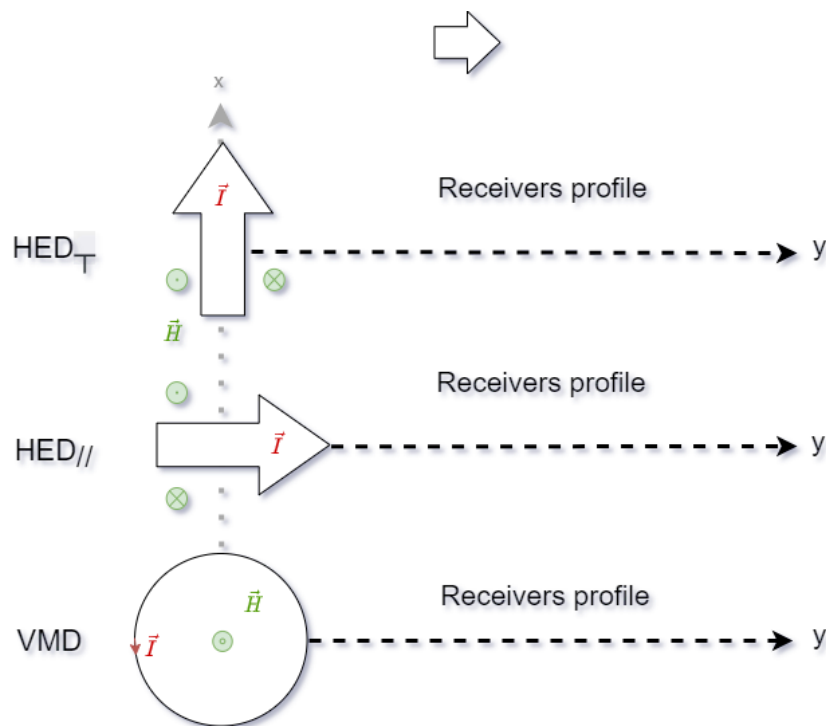 x
I⃗
Receivers profile
HED┬
y
H⃗
Receivers profile
HED//
I⃗
y
H⃗
Receivers profile
VMD
I⃗
y